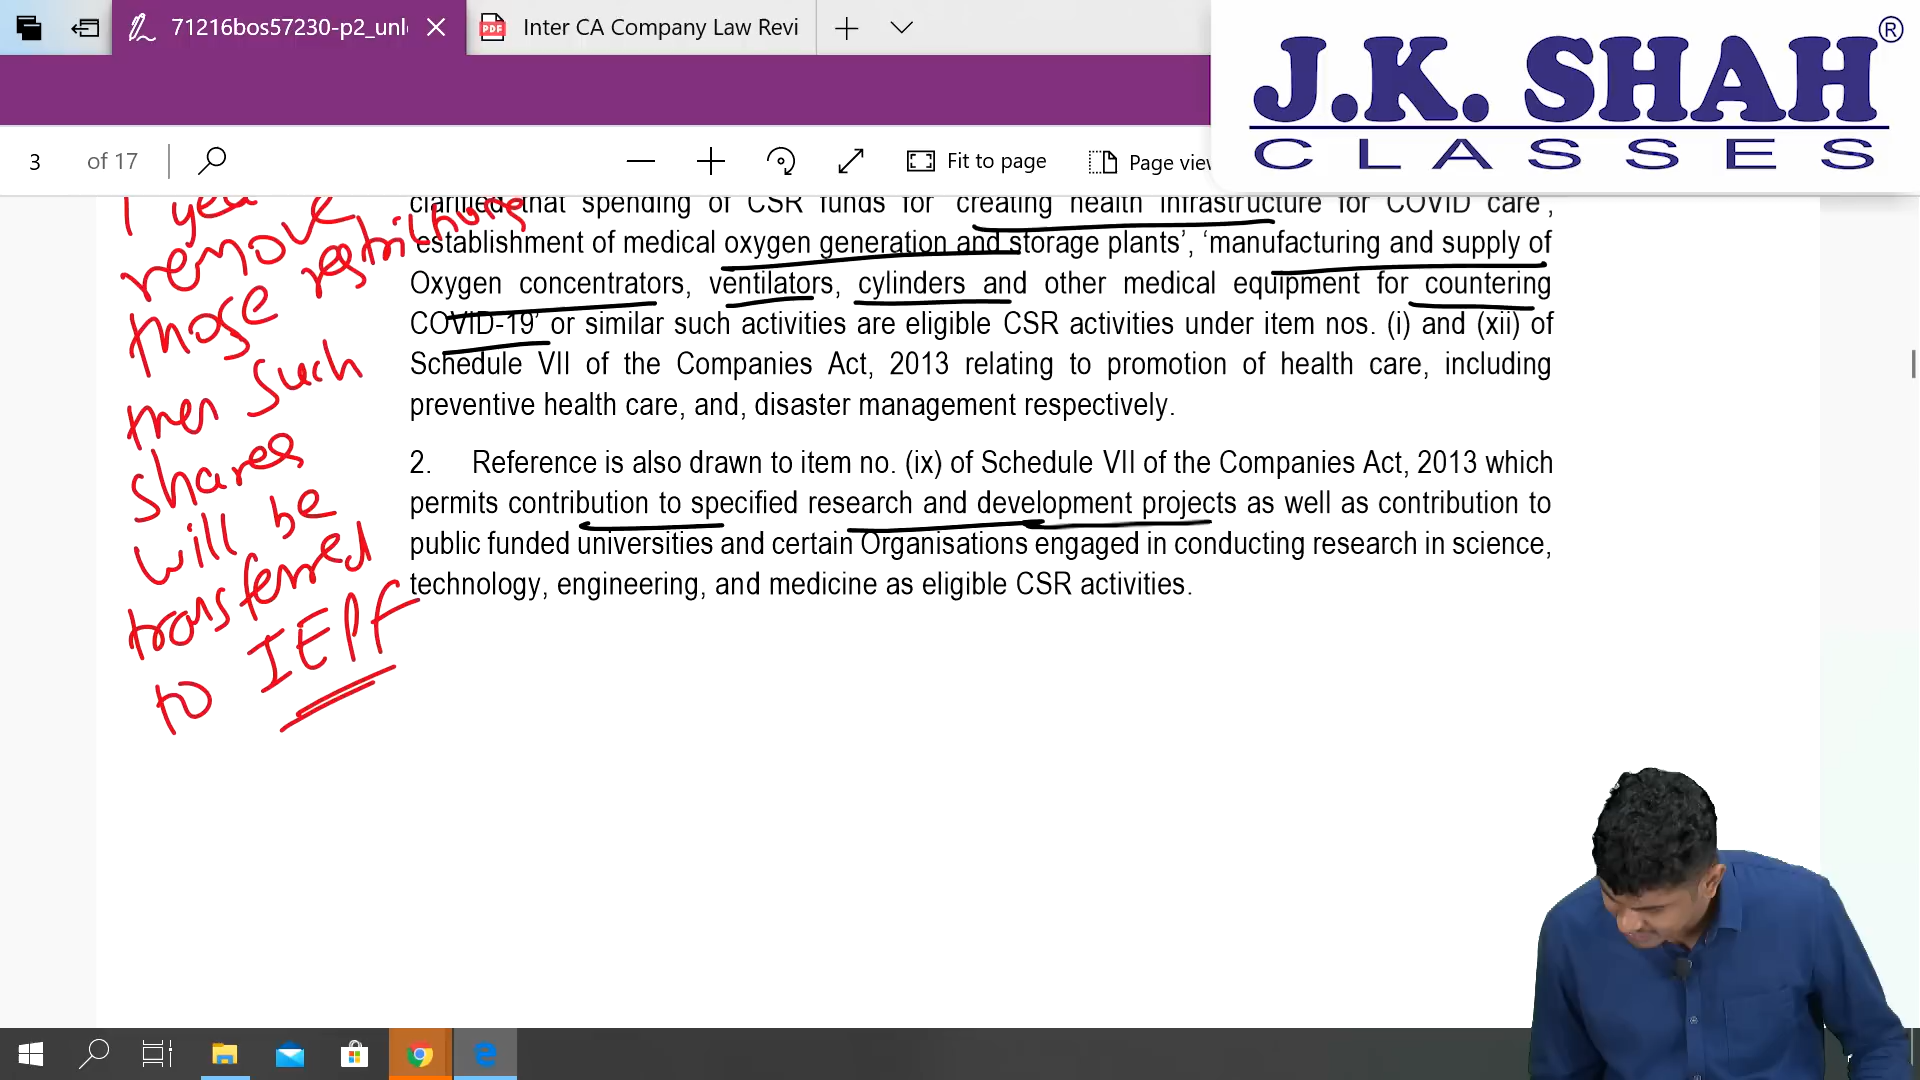 71216bos57230-p2_unl
Inter CA Company Law Revi
J.K. SHAH®
CLASSES
3 of 17
Fit to page
Page view
clarified that spending of CSR funds for 'creating health infrastructure for COVID care',
'establishment of medical oxygen generation and storage plants', 'manufacturing and supply of
Oxygen concentrators, ventilators, cylinders and other medical equipment for countering
COVID-19' or similar such activities are eligible CSR activities under item nos. (i) and (xii) of
Schedule VII of the Companies Act, 2013 relating to promotion of health care, including
preventive health care, and, disaster management respectively.
2. Reference is also drawn to item no. (ix) of Schedule VII of the Companies Act, 2013 which
permits contribution to specified research and development projects as well as contribution to
public funded universities and certain Organisations engaged in conducting research in science,
technology, engineering, and medicine as eligible CSR activities.
1 yea
remove
those restrictions
then such
shares
will be
transferred
to IEPF